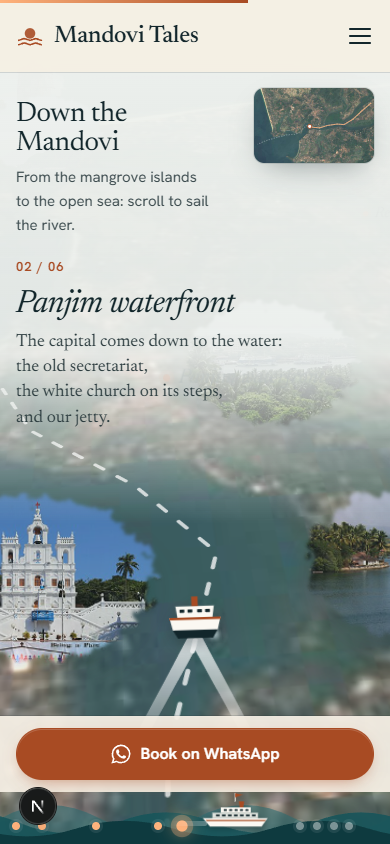 Mandovi Tales
Down the
Mandovi
From the mangrove islands
to the open sea: scroll to sail
the river.
02 / 06
Panjim waterfront
The capital comes down to the water:
the old secretariat,
the white church on its steps,
and our jetty.
Book on WhatsApp
N